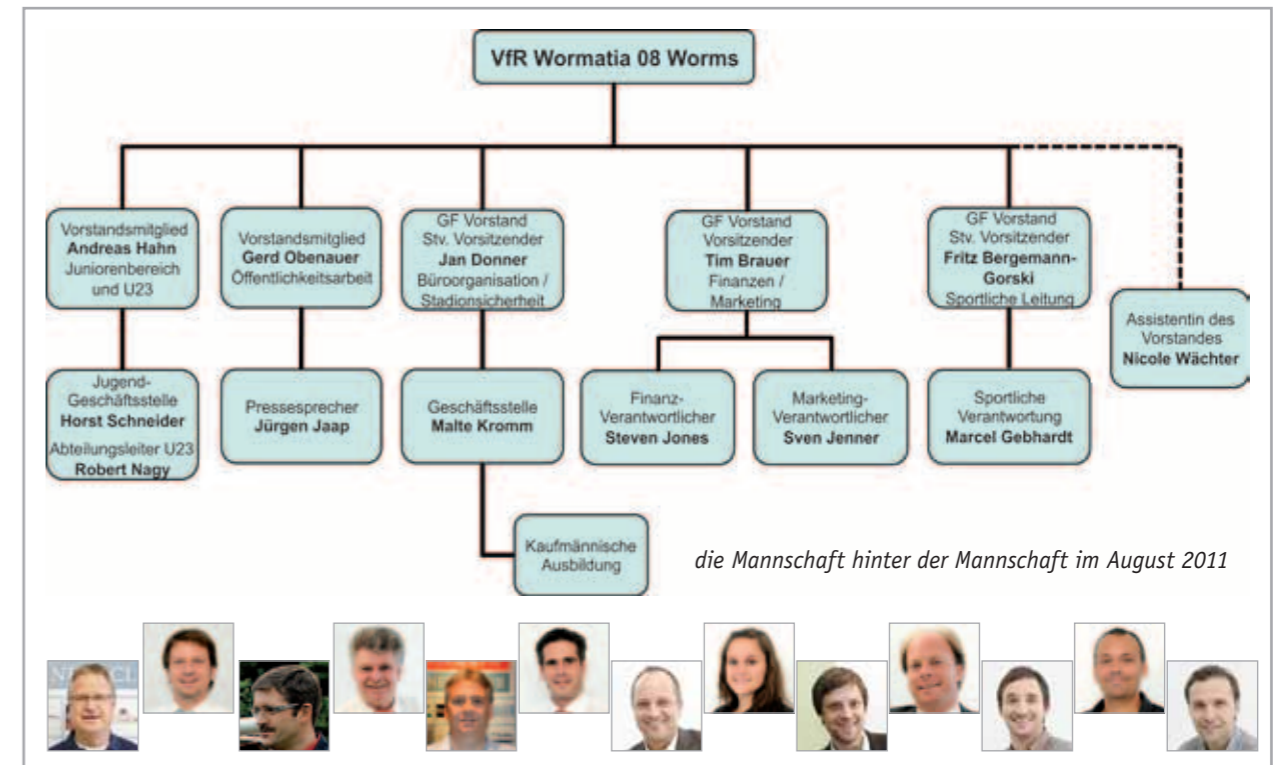 VfR Wormatia 08 Worms
Vorstandsmitglied
Andreas Hahn
Juniorenbereich
und U23
Vorstandsmitglied
Gerd Obenauer
Öffentlichkeitsarbeit
GF Vorstand
Stv. Vorsitzender
Jan Donner
Büroorganisation /
Stadionsicherheit
GF Vorstand
Vorsitzender
Tim Brauer
Finanzen /
Marketing
GF Vorstand
Stv. Vorsitzender
Fritz Bergemann-
Gorski
Sportliche Leitung
Assistentin des
Vorstandes
Nicole Wächter
Jugend-
Geschäftsstelle
Horst Schneider
Abteilungsleiter U23
Robert Nagy
Pressesprecher
Jürgen Jaap
Geschäftsstelle
Malte Kromm
Finanz-
Verantwortlicher
Steven Jones
Marketing-
Verantwortlicher
Sven Jenner
Sportliche
Verantwortung
Marcel Gebhardt
Kaufmännische
Ausbildung
die Mannschaft hinter der Mannschaft im August 2011